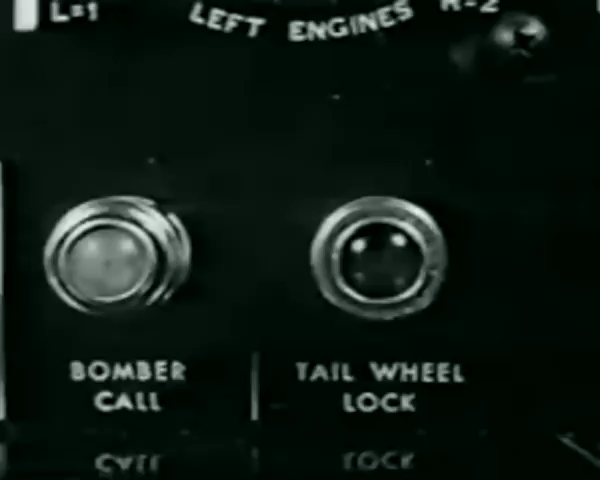 L=1 LEFT ENGINES R=2
BOMBER CALL
TAIL WHEEL LOCK